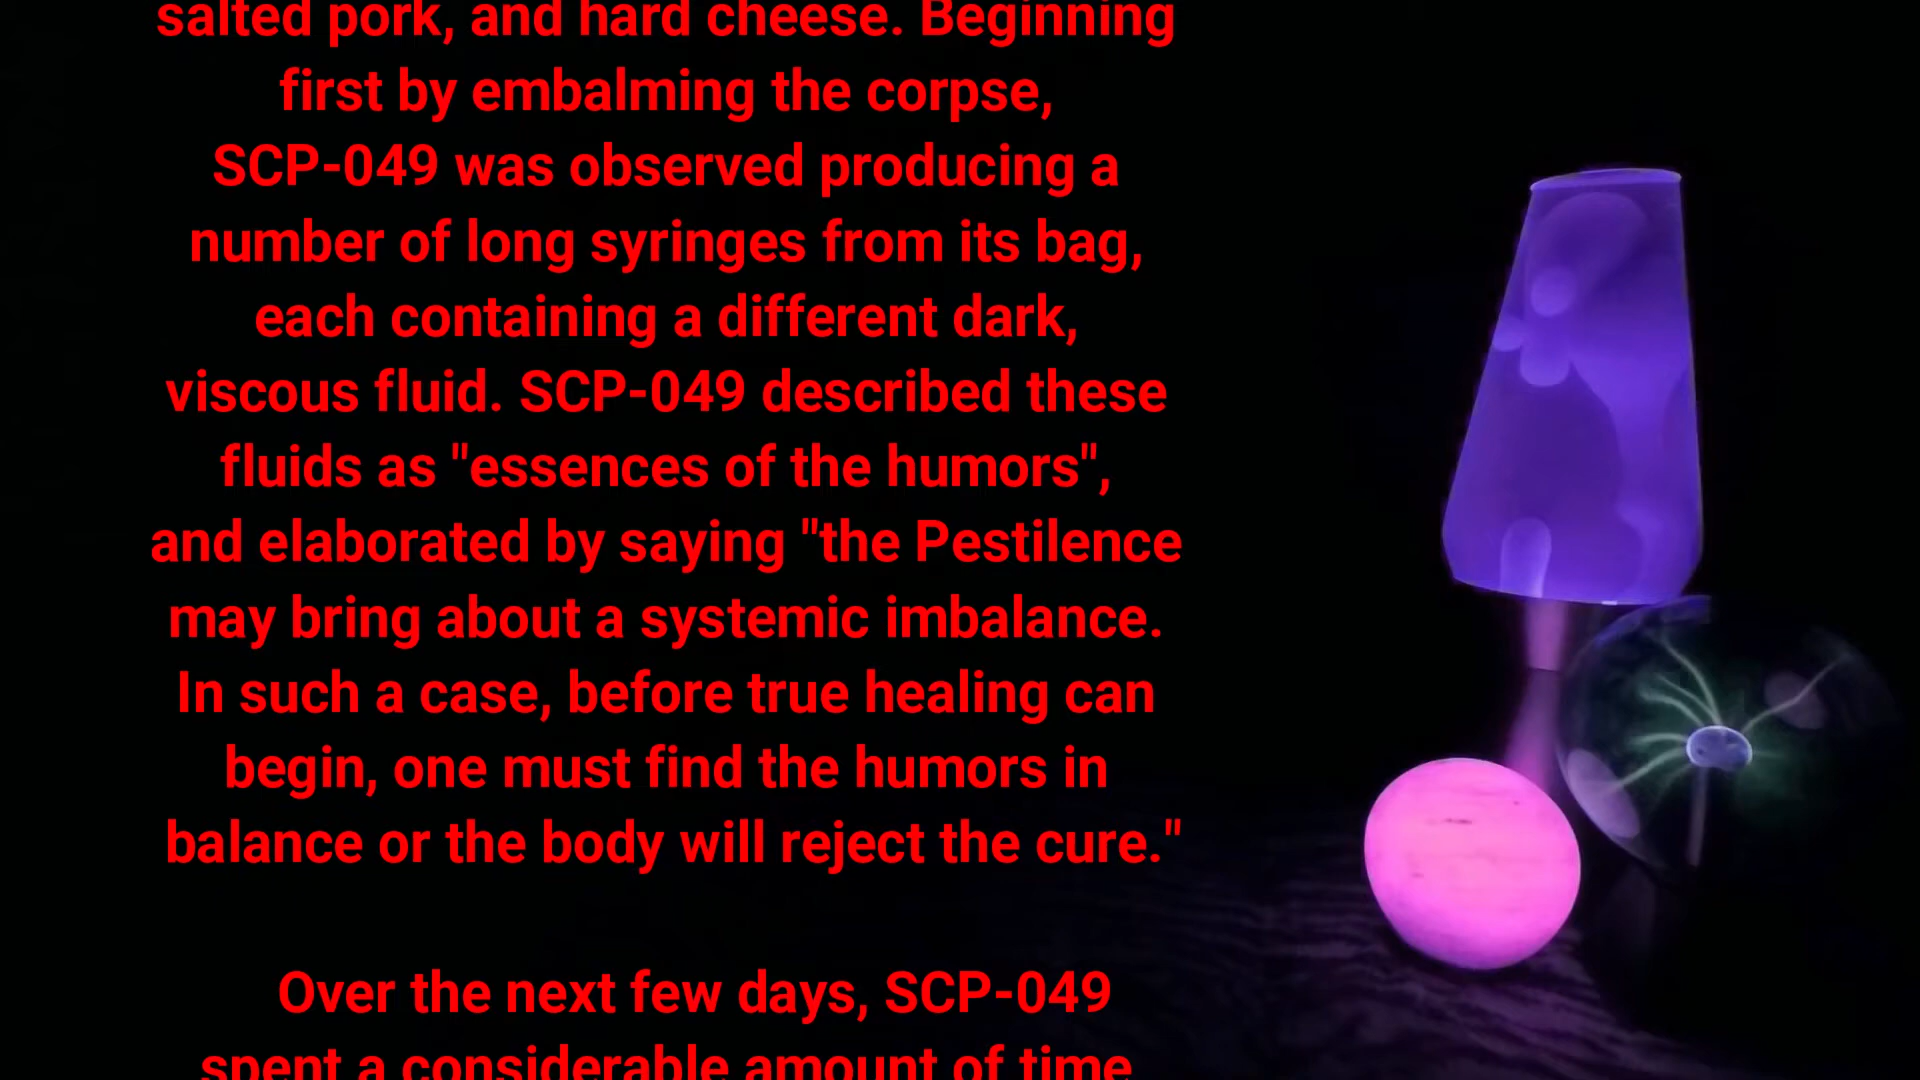 salted pork, and hard cheese. Beginning
first by embalming the corpse,
SCP-049 was observed producing a
number of long syringes from its bag,
each containing a different dark,
viscous fluid. SCP-049 described these
fluids as "essences of the humors",
and elaborated by saying "the Pestilence
may bring about a systemic imbalance.
In such a case, before true healing can
begin, one must find the humors in
balance or the body will reject the cure."
Over the next few days, SCP-049
spent a considerable amount of time